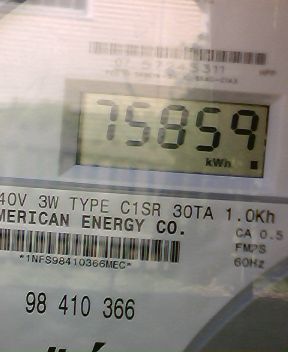 75859
kWh
40V 3W TYPE C1SR 30TA 1.0Kh
MERICAN ENERGY CO.
CA 0.5
FM2S
60Hz
*1NFS98410366MEC*
98 410 366